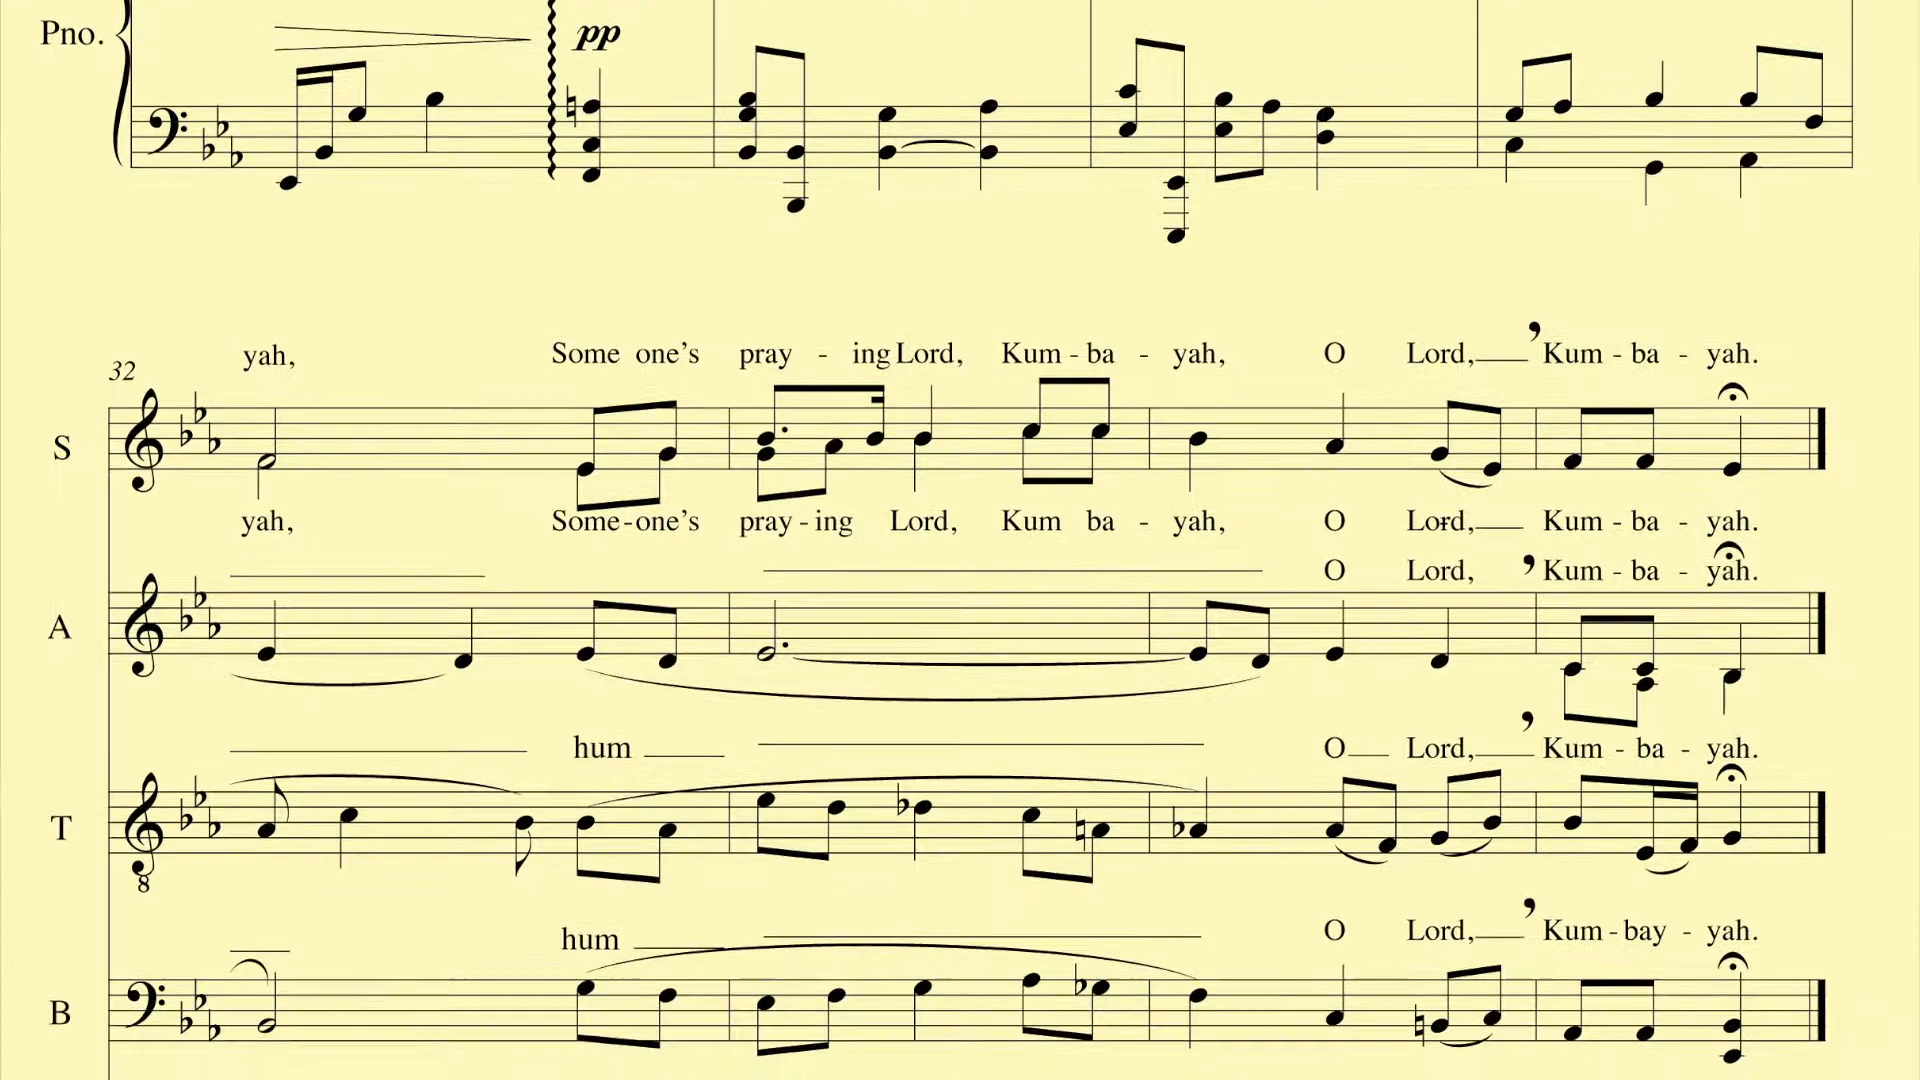 Pno.
pp
yah, Some one's pray - ing Lord, Kum - ba - yah, O Lord, Kum - ba - yah.
32
S
yah, Some - one's pray - ing Lord, Kum ba - yah, O Lord, Kum - ba - yah.
O Lord, Kum - ba - yah.
A
hum O Lord, Kum - ba - yah.
T
8
hum O Lord, Kum - bay - yah.
B